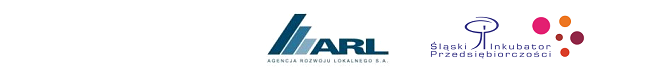 ARL
AGENCJA ROZWOJU LOKALNEGO S.A.
Śląski Inkubator
Przedsiębiorczości